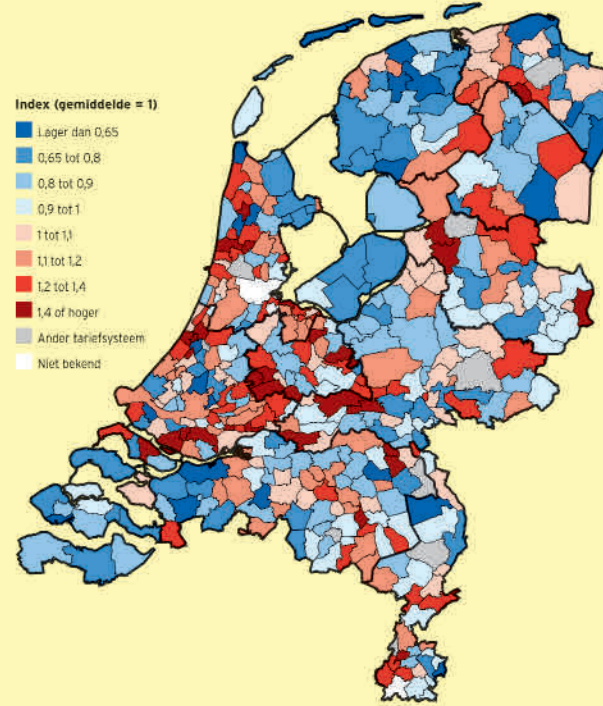 Index (gemiddelde = 1)
Lager dan 0,65
0,65 tot 0,8
0,8 tot 0,9
0,9 tot 1
1 tot 1,1
1,1 tot 1,2
1,2 tot 1,4
1,4 of hoger
Ander tariefsysteem
Niet bekend